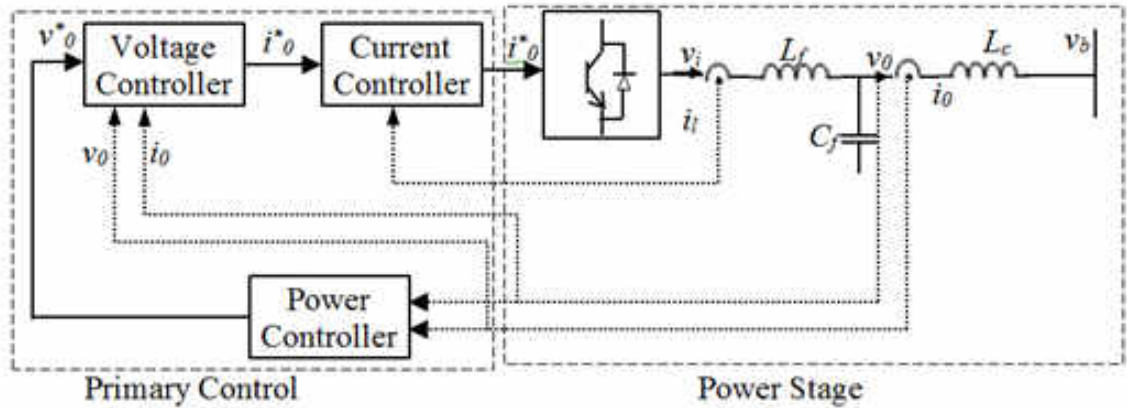 v*0
Voltage
Controller
i*0
Current
Controller
i*0
vi
Lf
v0
Lc
vb
il
i0
Cf
v0
i0
Power
Controller
Primary Control
Power Stage